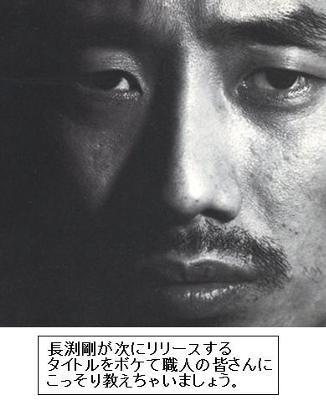 長渕剛が次にリリースする
タイトルをボケて職人の皆さんに
こっそり教えちゃいましょう。